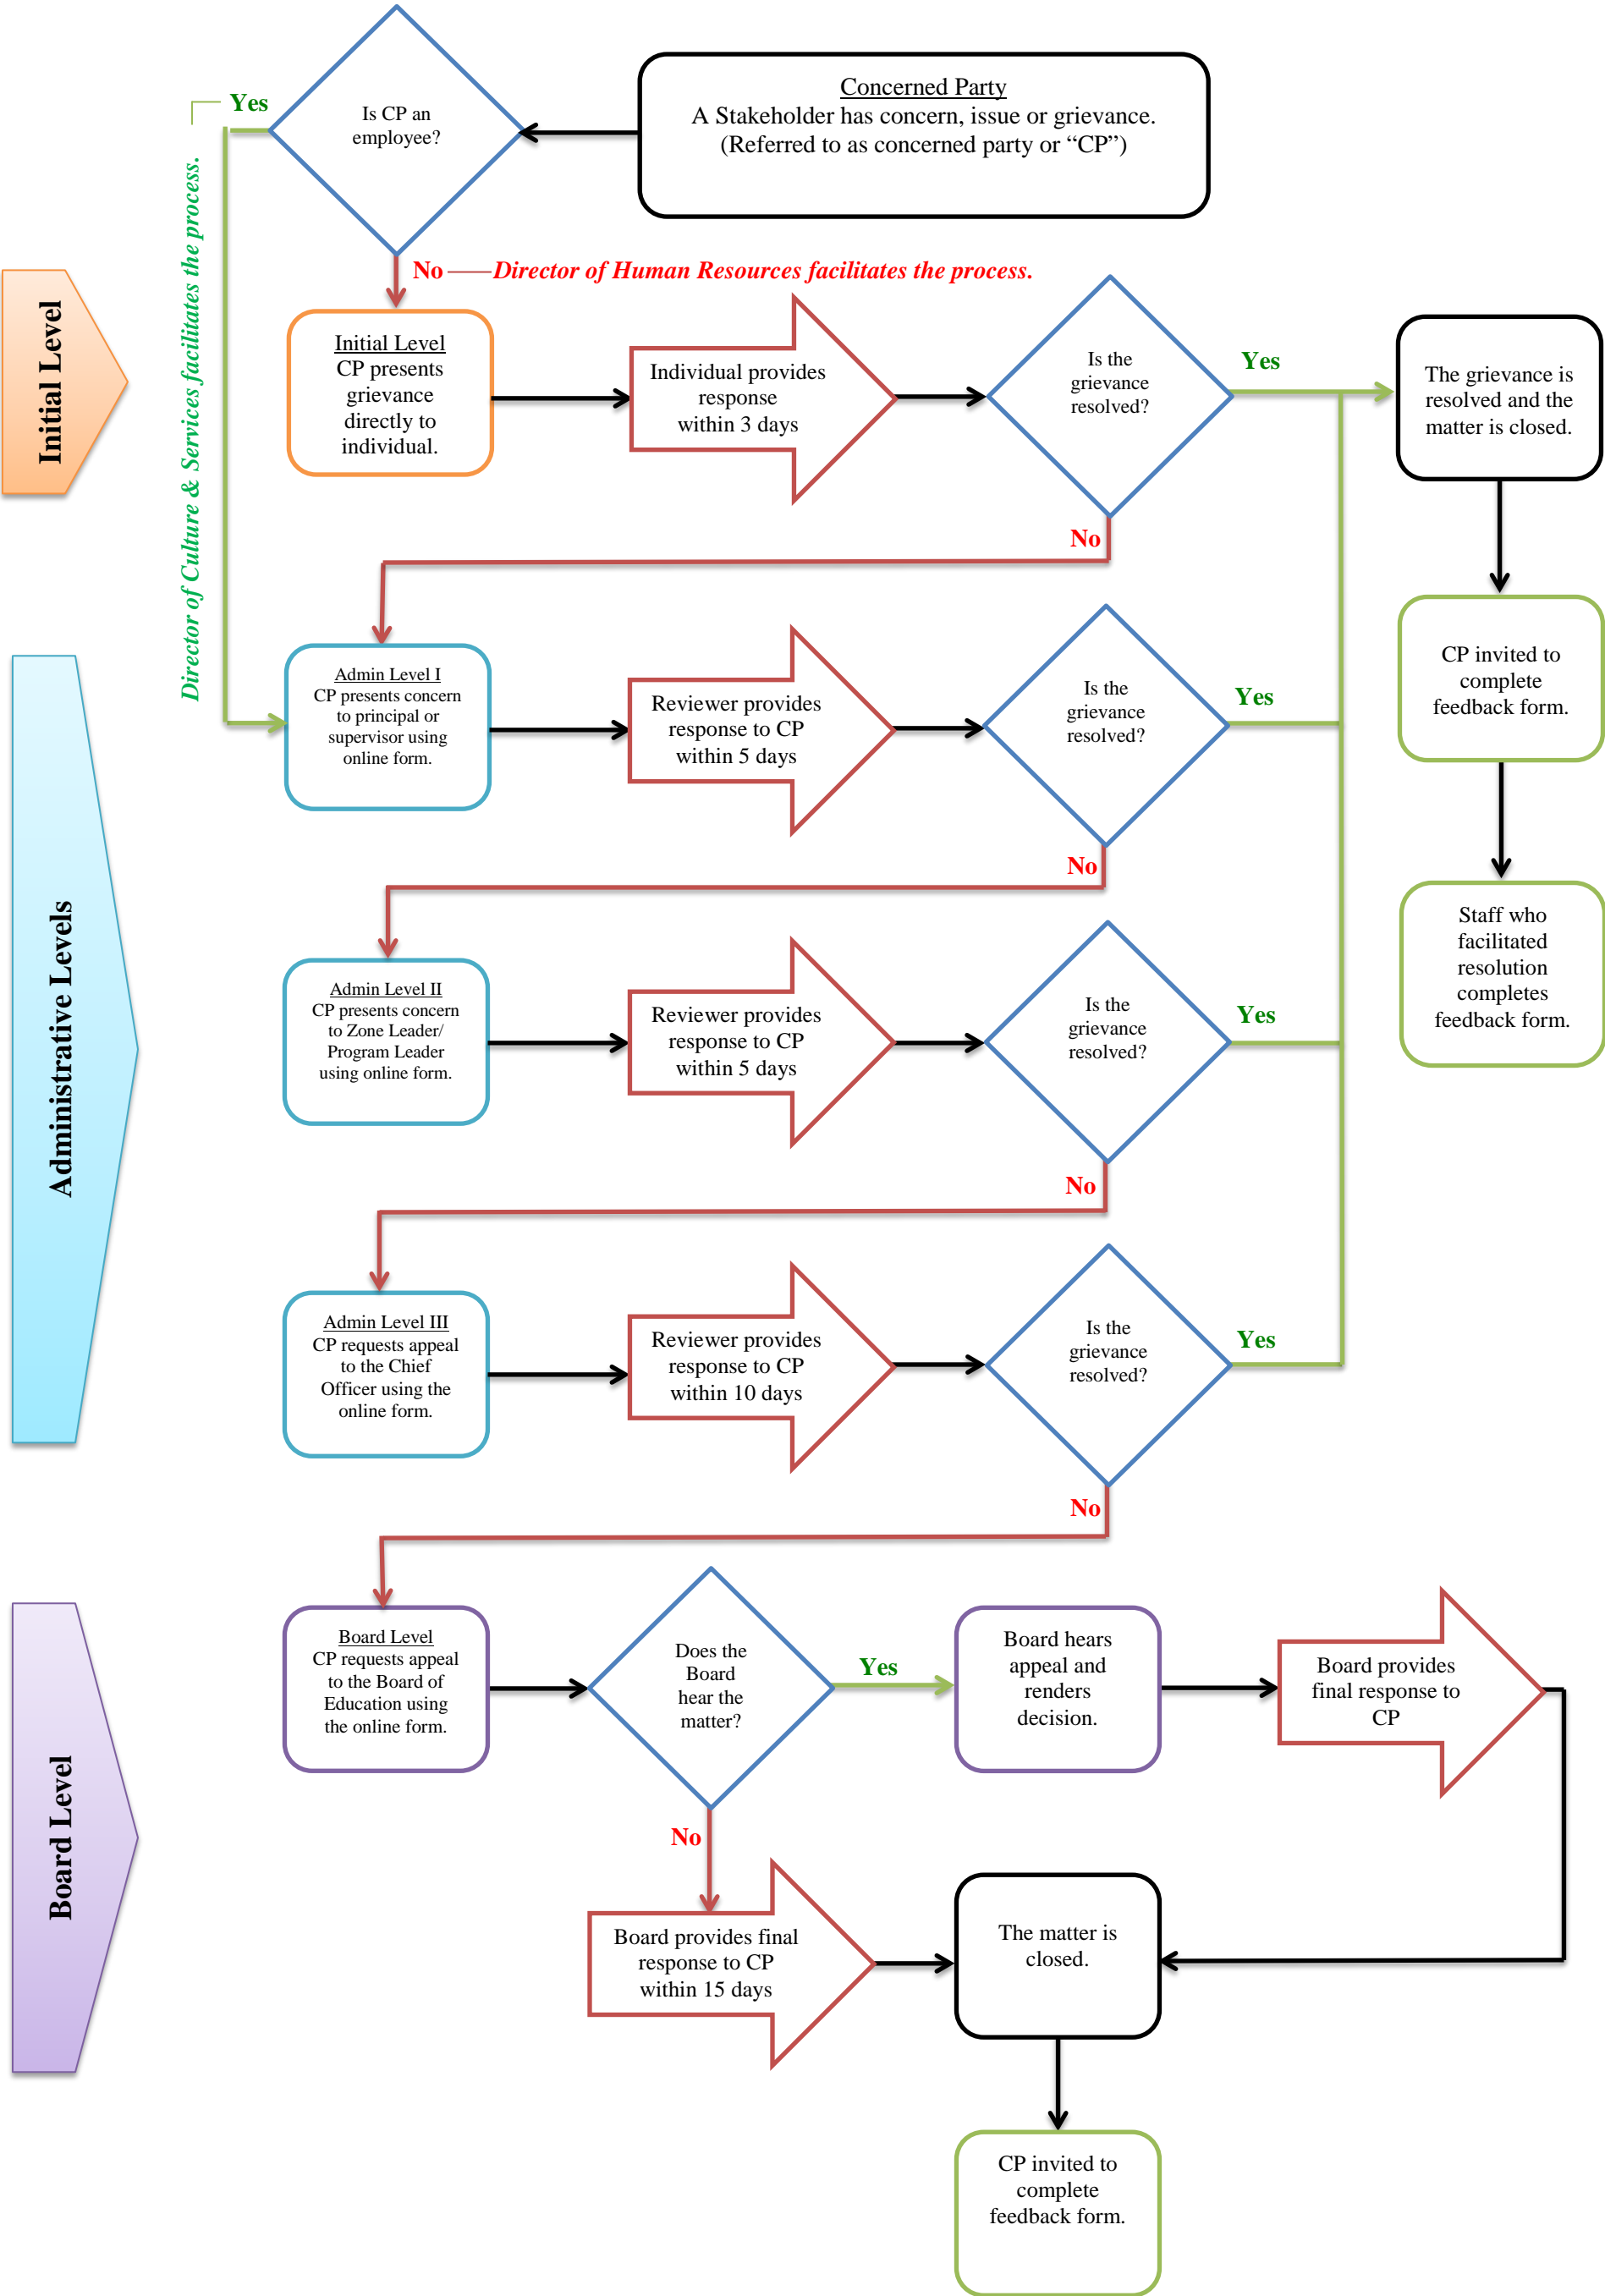 Concerned Party
A Stakeholder has concern, issue or grievance.
(Referred to as concerned party or “CP”)
Is CP an
employee?
Yes
Director of Culture & Services facilitates the process.
No
Director of Human Resources facilitates the process.
Initial Level
Initial Level
CP presents
grievance
directly to
individual.
Individual provides
response
within 3 days
Is the
grievance
resolved?
Yes
The grievance is
resolved and the
matter is closed.
No
CP invited to
complete
feedback form.
Staff who
facilitated
resolution
completes
feedback form.
Administrative Levels
Admin Level I
CP presents concern
to principal or
supervisor using
online form.
Reviewer provides
response to CP
within 5 days
Is the
grievance
resolved?
Yes
No
Admin Level II
CP presents concern
to Zone Leader/
Program Leader
using online form.
Reviewer provides
response to CP
within 5 days
Is the
grievance
resolved?
Yes
No
Admin Level III
CP requests appeal
to the Chief
Officer using the
online form.
Reviewer provides
response to CP
within 10 days
Is the
grievance
resolved?
Yes
No
Board Level
Board Level
CP requests appeal
to the Board of
Education using
the online form.
Does the
Board
hear the
matter?
Yes
Board hears
appeal and
renders
decision.
Board provides
final response to
CP
No
Board provides final
response to CP
within 15 days
The matter is
closed.
CP invited to
complete
feedback form.